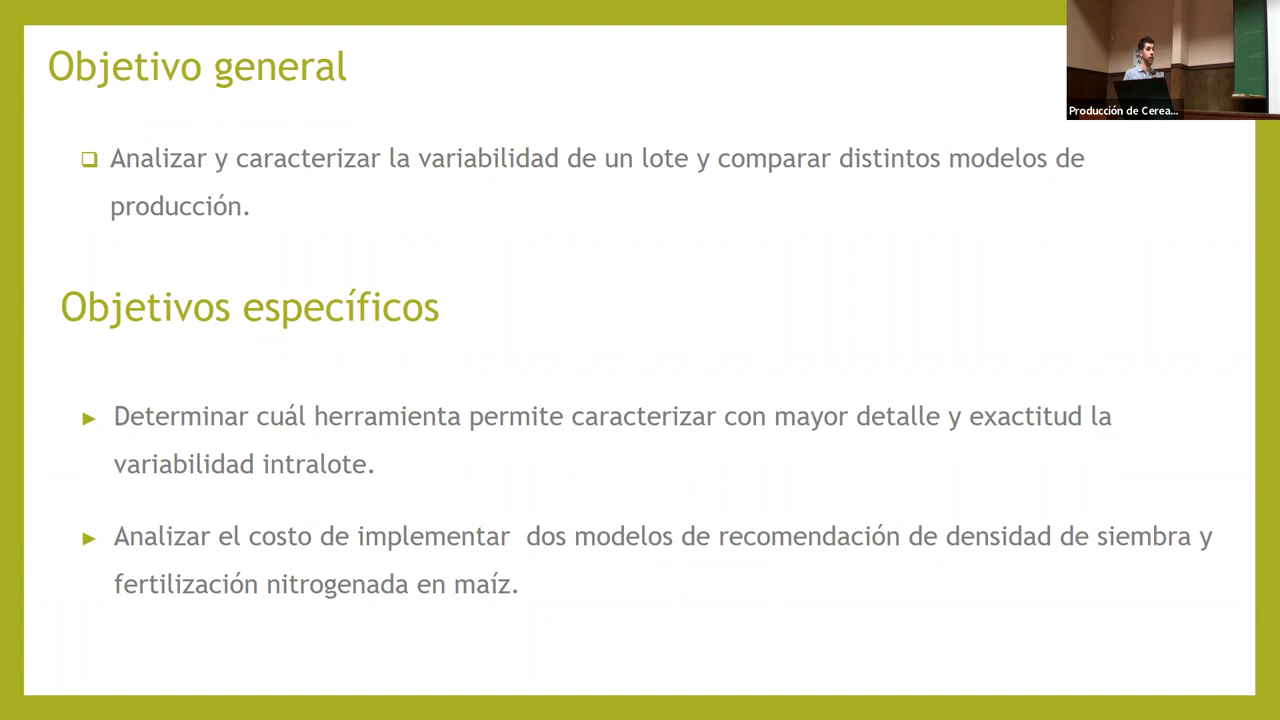 Objetivo general
Analizar y caracterizar la variabilidad de un lote y comparar distintos modelos de
producción.
Objetivos específicos
Determinar cuál herramienta permite caracterizar con mayor detalle y exactitud la
variabilidad intralote.
Analizar el costo de implementar dos modelos de recomendación de densidad de siembra y
fertilización nitrogenada en maíz.
Producción de Cerea...